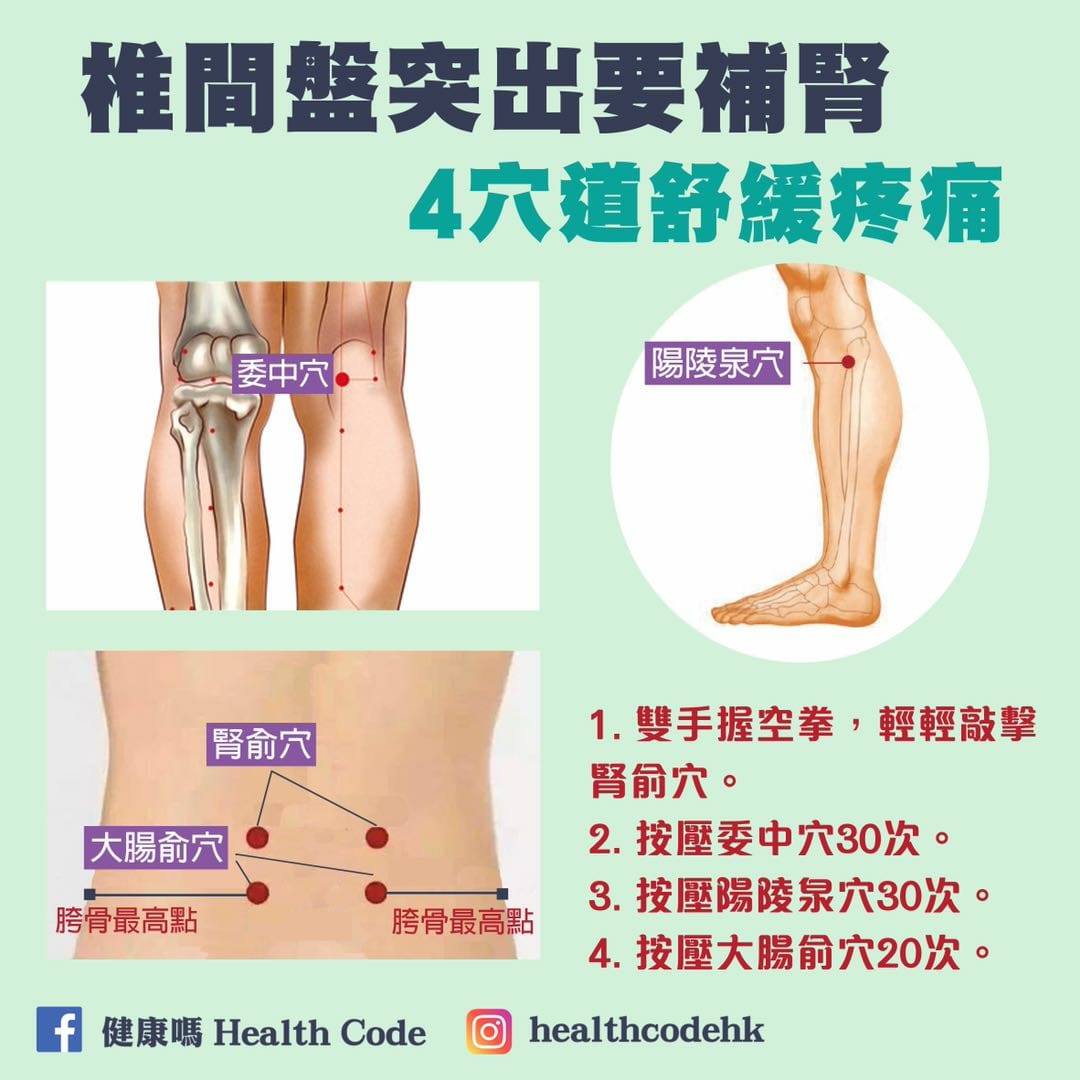 椎間盤突出要補腎
4穴道舒緩疼痛
委中穴
陽陵泉穴
腎俞穴
大腸俞穴
胯骨最高點
胯骨最高點
1. 雙手握空拳，輕輕敲擊
腎俞穴。
2. 按壓委中穴30次。
3. 按壓陽陵泉穴30次。
4. 按壓大腸俞穴20次。
健康嗎 Health Code
healthcodehk